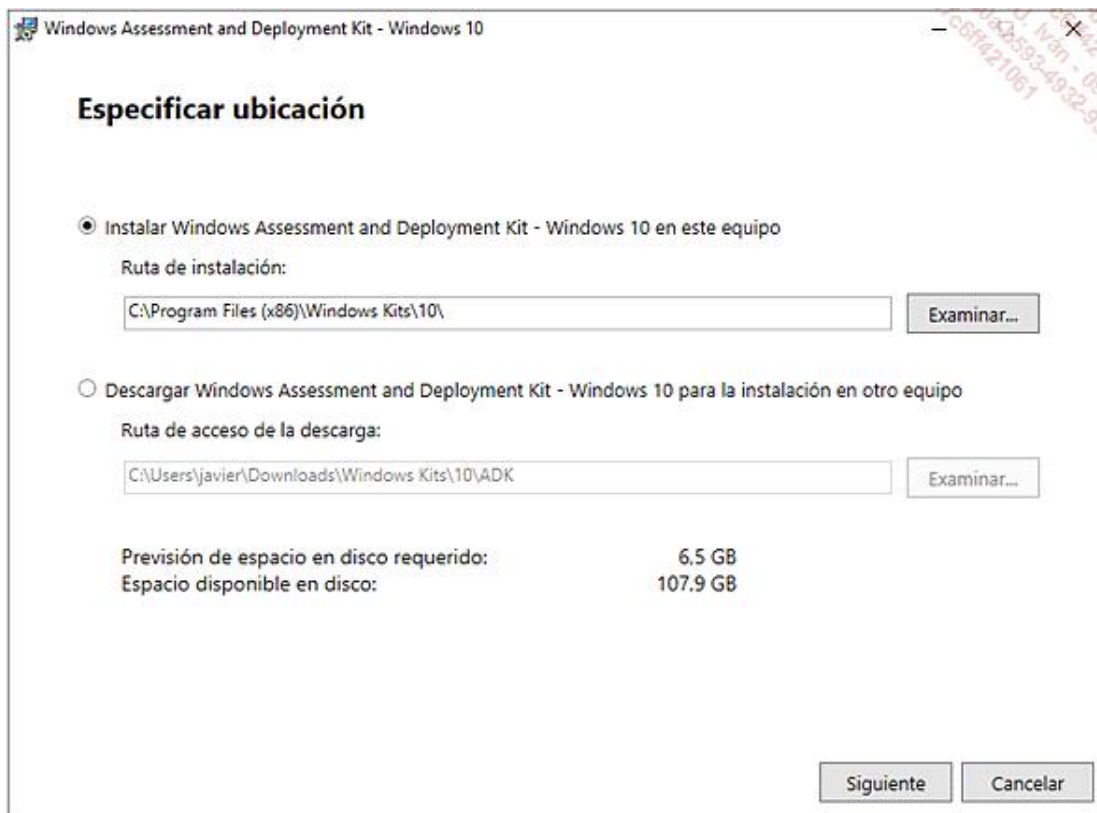 Windows Assessment and Deployment Kit - Windows 10
Especificar ubicación
Instalar Windows Assessment and Deployment Kit - Windows 10 en este equipo
Ruta de instalación:
C:\Program Files (x86)\Windows Kits\10\
Examinar...
Descargar Windows Assessment and Deployment Kit - Windows 10 para la instalación en otro equipo
Ruta de acceso de la descarga:
C:\Users\javier\Downloads\Windows Kits\10\ADK
Examinar...
Previsión de espacio en disco requerido: 6.5 GB
Espacio disponible en disco: 107.9 GB
Siguiente Cancelar